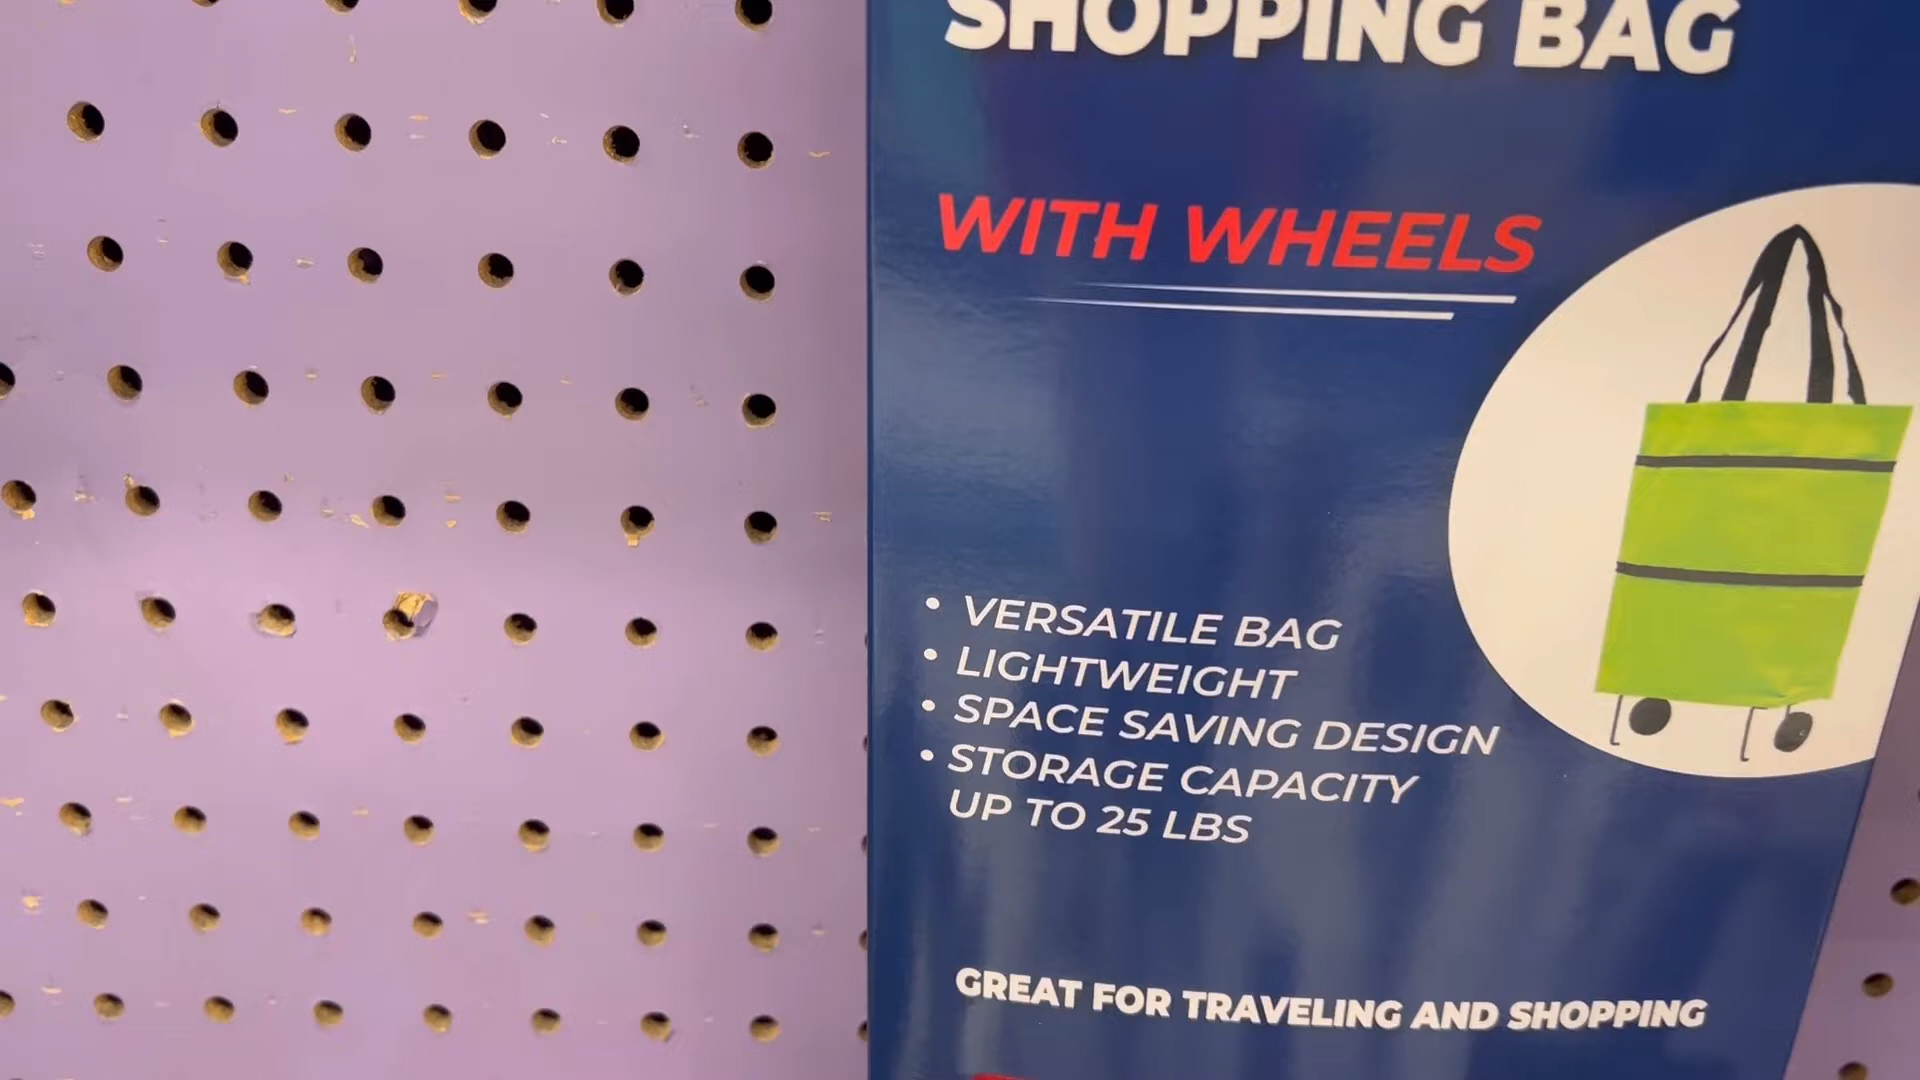 SHOPPING BAG
WITH WHEELS
• VERSATILE BAG
• LIGHTWEIGHT
• SPACE SAVING DESIGN
• STORAGE CAPACITY
UP TO 25 LBS
GREAT FOR TRAVELING AND SHOPPING